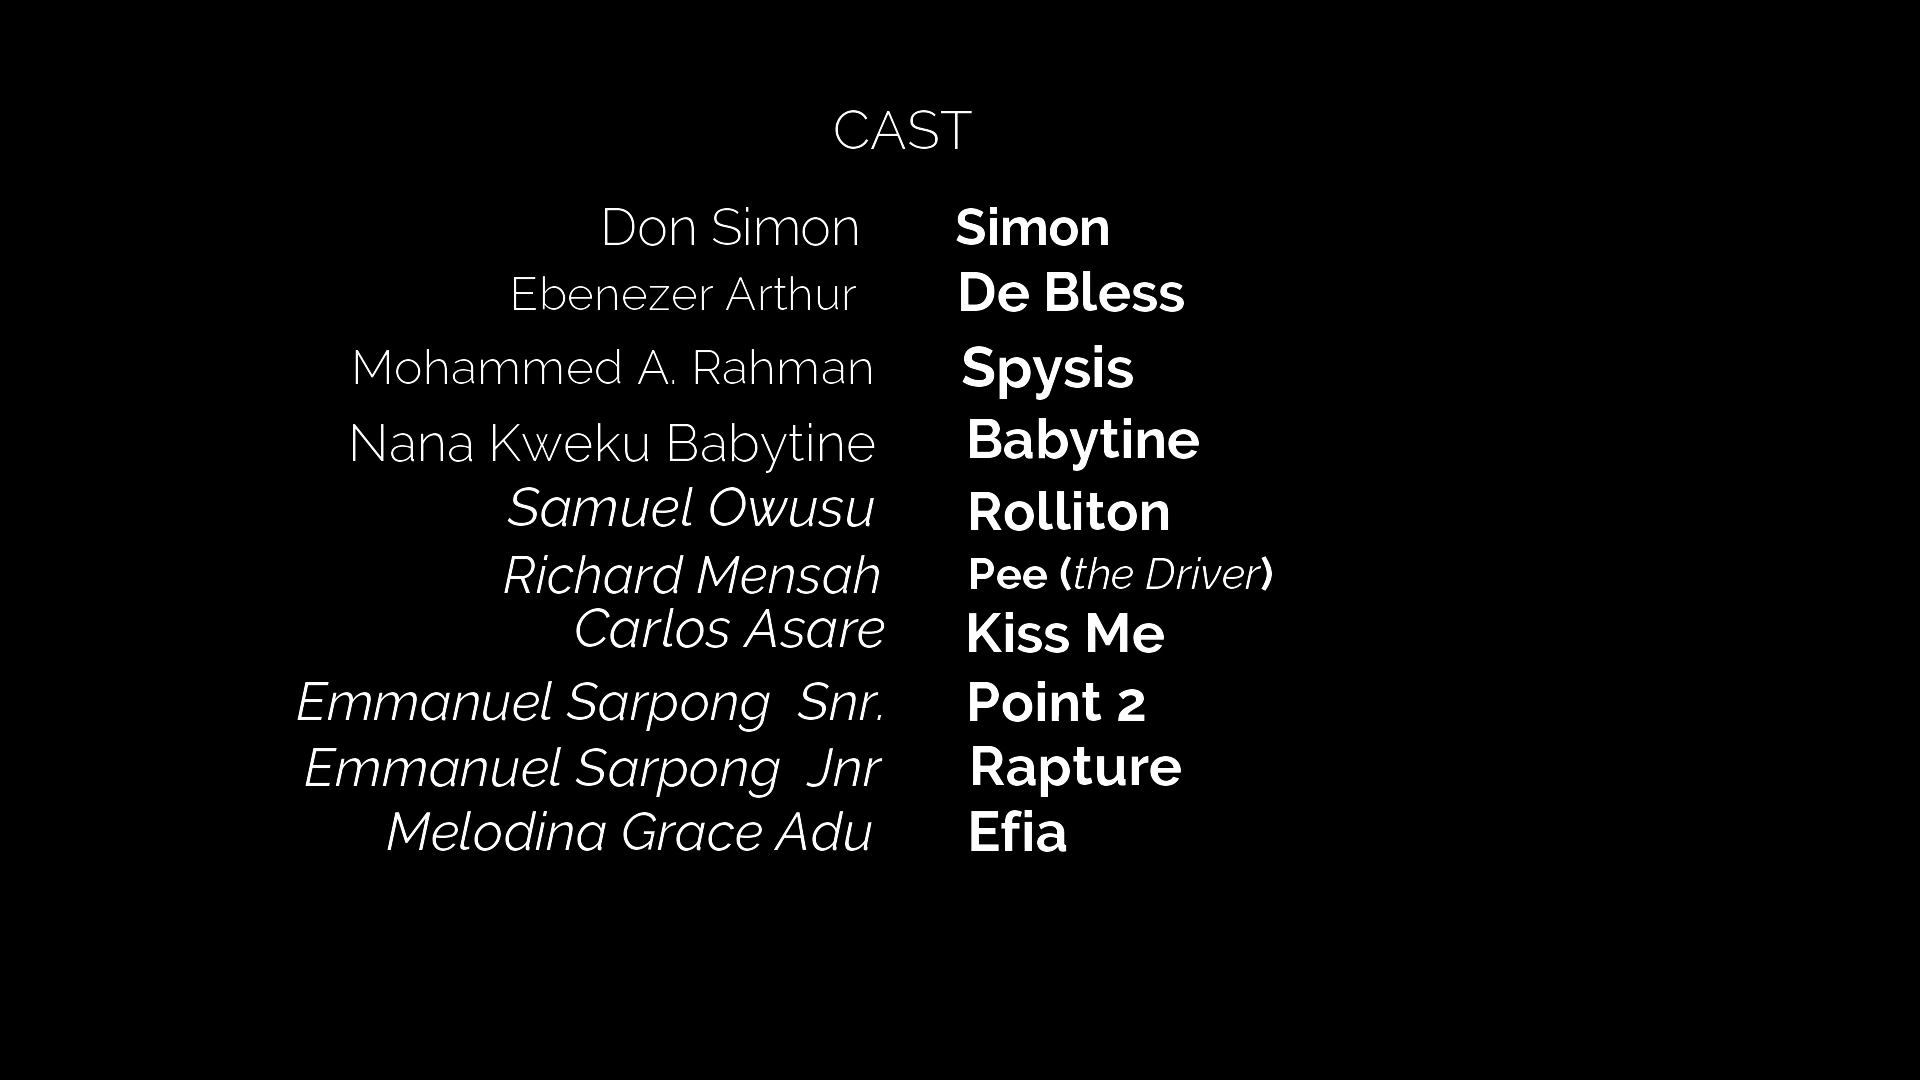 CAST
Don Simon Simon
Ebenezer Arthur De Bless
Mohammed A. Rahman Spysis
Nana Kweku Babytine Babytine
Samuel Owusu Rolliton
Richard Mensah Pee (the Driver)
Carlos Asare Kiss Me
Emmanuel Sarpong Snr. Point 2
Emmanuel Sarpong Jnr Rapture
Melodina Grace Adu Efia